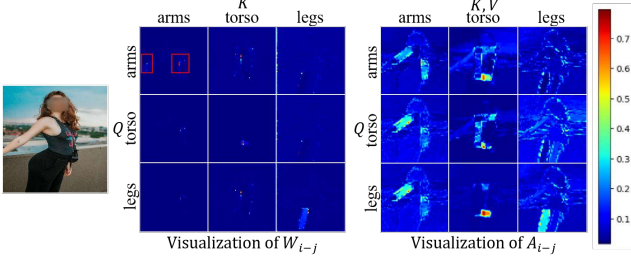 K
arms torso legs
arms
Q
torso
legs
Visualization of W_{i-j}
K, V
arms torso legs
arms
Q
torso
legs
Visualization of A_{i-j}
0.7
0.6
0.5
0.4
0.3
0.2
0.1